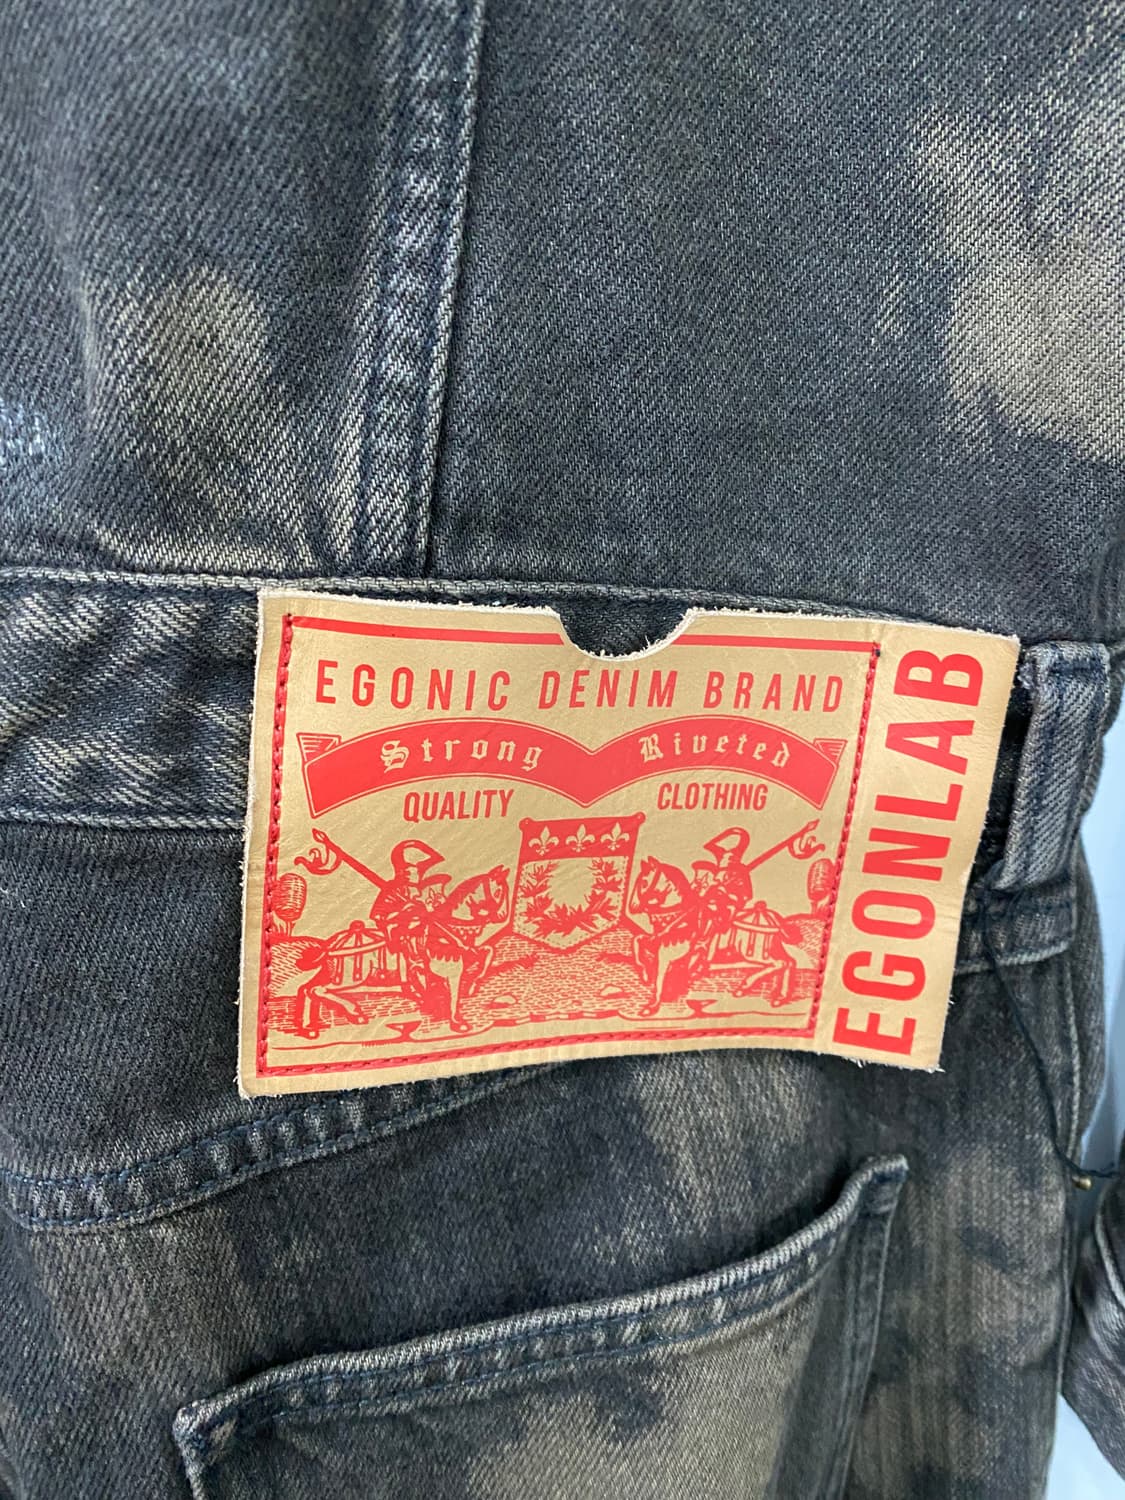 EGONIC DENIM BRAND
Strong Riveted
QUALITY CLOTHING
EGONLAB